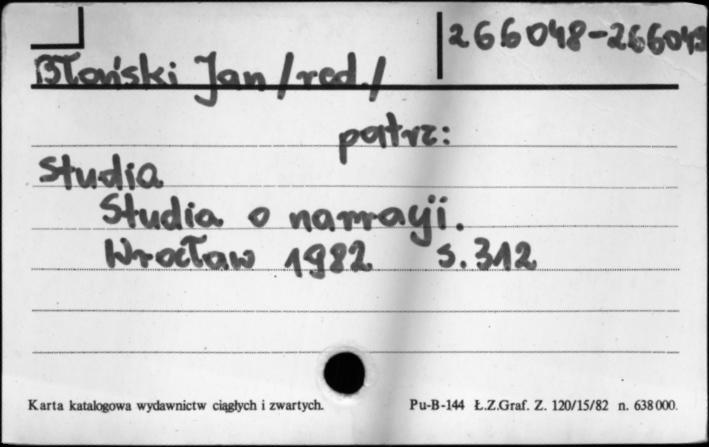 266048-266049
Błoński Jan /red./
patrz:
Studia
Studia o narracji.
Wrocław 1982 s. 312
Karta katalogowa wydawnictw ciągłych i zwartych. Pu-B-144 Ł.Z.Graf. Z. 120/15/82 n. 638000.